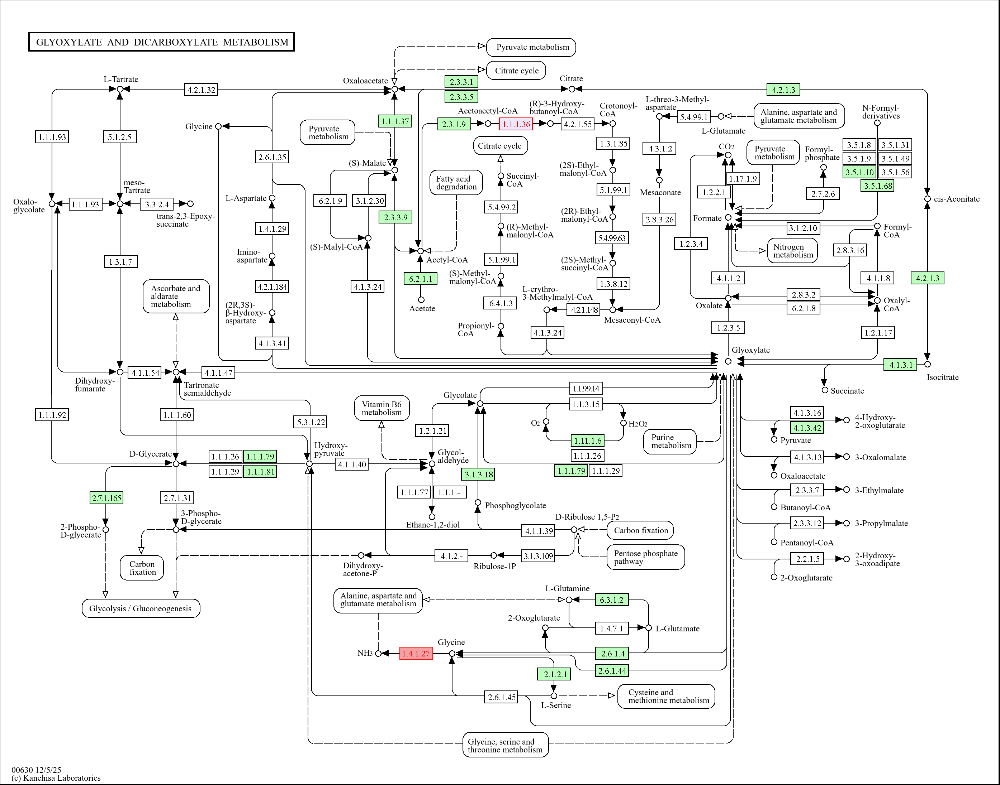 GLYOXYLATE AND DICARBOXYLATE METABOLISM
Pyruvate metabolism
Citrate cycle
L-Tartrate
Oxaloacetate
2.3.3.1
Citrate
4.2.1.32
2.3.3.5
4.2.1.3
Glycine
1.1.1.37
Acetoacetyl-CoA
(R)-3-Hydroxy-
butanoyl-CoA
Crotonoyl-
CoA
L-threo-3-Methyl-
aspartate
5.4.99.1
Alanine, aspartate and
glutamate metabolism
N-Formyl-
derivatives
2.3.1.9
1.1.1.36
4.2.1.55
L-Glutamate
1.1.1.93
5.1.2.5
Pyruvate
metabolism
Citrate cycle
1.3.1.85
4.3.1.2
CO2
Pyruvate
metabolism
Formyl-
phosphate
3.5.1.8
3.5.1.31
3.5.1.9
3.5.1.49
3.5.1.10
3.5.1.56
3.5.1.68
2.6.1.35
(S)-Malate
Fatty acid
degradation
Succinyl-
CoA
(2S)-Ethyl-
malonyl-CoA
1.17.1.9
1.2.2.1
2.7.2.6
meso-
Tartrate
5.1.99.1
Mesaconate
Oxalo-
glycolate
1.1.1.93
3.3.2.4
L-Aspartate
6.2.1.9
3.1.2.30
5.4.99.2
cis-Aconitate
trans-2,3-Epoxy-
succinate
2.3.3.9
(2R)-Ethyl-
malonyl-CoA
2.8.3.26
Formate
1.4.1.29
(R)-Methyl-
malonyl-CoA
3.1.2.10
Formyl-
CoA
(S)-Malyl-CoA
5.4.99.63
1.2.3.4
Nitrogen
metabolism
2.8.3.16
1.3.1.7
Imino-
aspartate
Acetyl-CoA
5.1.99.1
(2S)-Methyl-
succinyl-CoA
6.2.1.1
(S)-Methyl-
malonyl-CoA
4.1.1.2
4.1.1.8
4.2.1.3
Ascorbate and
aldarate
metabolism
4.2.1.184
4.1.3.24
1.3.8.12
L-erythro-
3-Methylmalyl-CoA
2.8.3.2
6.2.1.8
Oxalate
Oxalyl-
CoA
(2R,3S)-
β-Hydroxy-
aspartate
Acetate
6.4.1.3
4.2.1.148
Mesaconyl-CoA
Propionyl-
CoA
4.1.3.24
1.2.3.5
1.2.1.17
4.1.3.41
Glyoxylate
4.1.1.54
4.1.1.47
4.1.3.1
Dihydroxy-
fumarate
Tartronate
semialdehyde
Isocitrate
Glycolate
1.1.99.14
Succinate
Vitamin B6
metabolism
1.1.3.15
1.1.1.92
1.1.1.60
5.3.1.22
1.2.1.21
O2
H2O2
4.1.3.16
4.1.3.42
4-Hydroxy-
2-oxoglutarate
1.11.1.6
Purine
metabolism
Pyruvate
D-Glycerate
1.1.1.26
1.1.1.79
Hydroxy-
pyruvate
Glycol-
aldehyde
1.1.1.26
4.1.3.13
3-Oxalomalate
1.1.1.29
1.1.1.81
4.1.1.40
3.1.3.18
1.1.1.79
1.1.1.29
Oxaloacetate
2.7.1.165
2.7.1.31
1.1.1.77
1.1.1.-
2.3.3.7
3-Ethylmalate
Phosphoglycolate
Butanoyl-CoA
3-Phospho-
D-glycerate
Ethane-1,2-diol
D-Ribulose 1,5-P2
2.3.3.12
3-Propylmalate
2-Phospho-
D-glycerate
4.1.1.39
Carbon fixation
Pentanoyl-CoA
Carbon
fixation
Dihydroxy-
acetone-P
4.1.2.-
Ribulose-1P
3.1.3.109
Pentose phosphate
pathway
2.2.1.5
2-Hydroxy-
3-oxoadipate
2-Oxoglutarate
Glycolysis / Gluconeogenesis
Alanine, aspartate and
glutamate metabolism
L-Glutamine
6.3.1.2
2-Oxoglutarate
1.4.7.1
L-Glutamate
Glycine
NH3
1.4.1.27
2.6.1.4
2.1.2.1
2.6.1.44
2.6.1.45
L-Serine
Cysteine and
methionine metabolism
Glycine, serine and
threonine metabolism
00630 12/5/25
(c) Kanehisa Laboratories